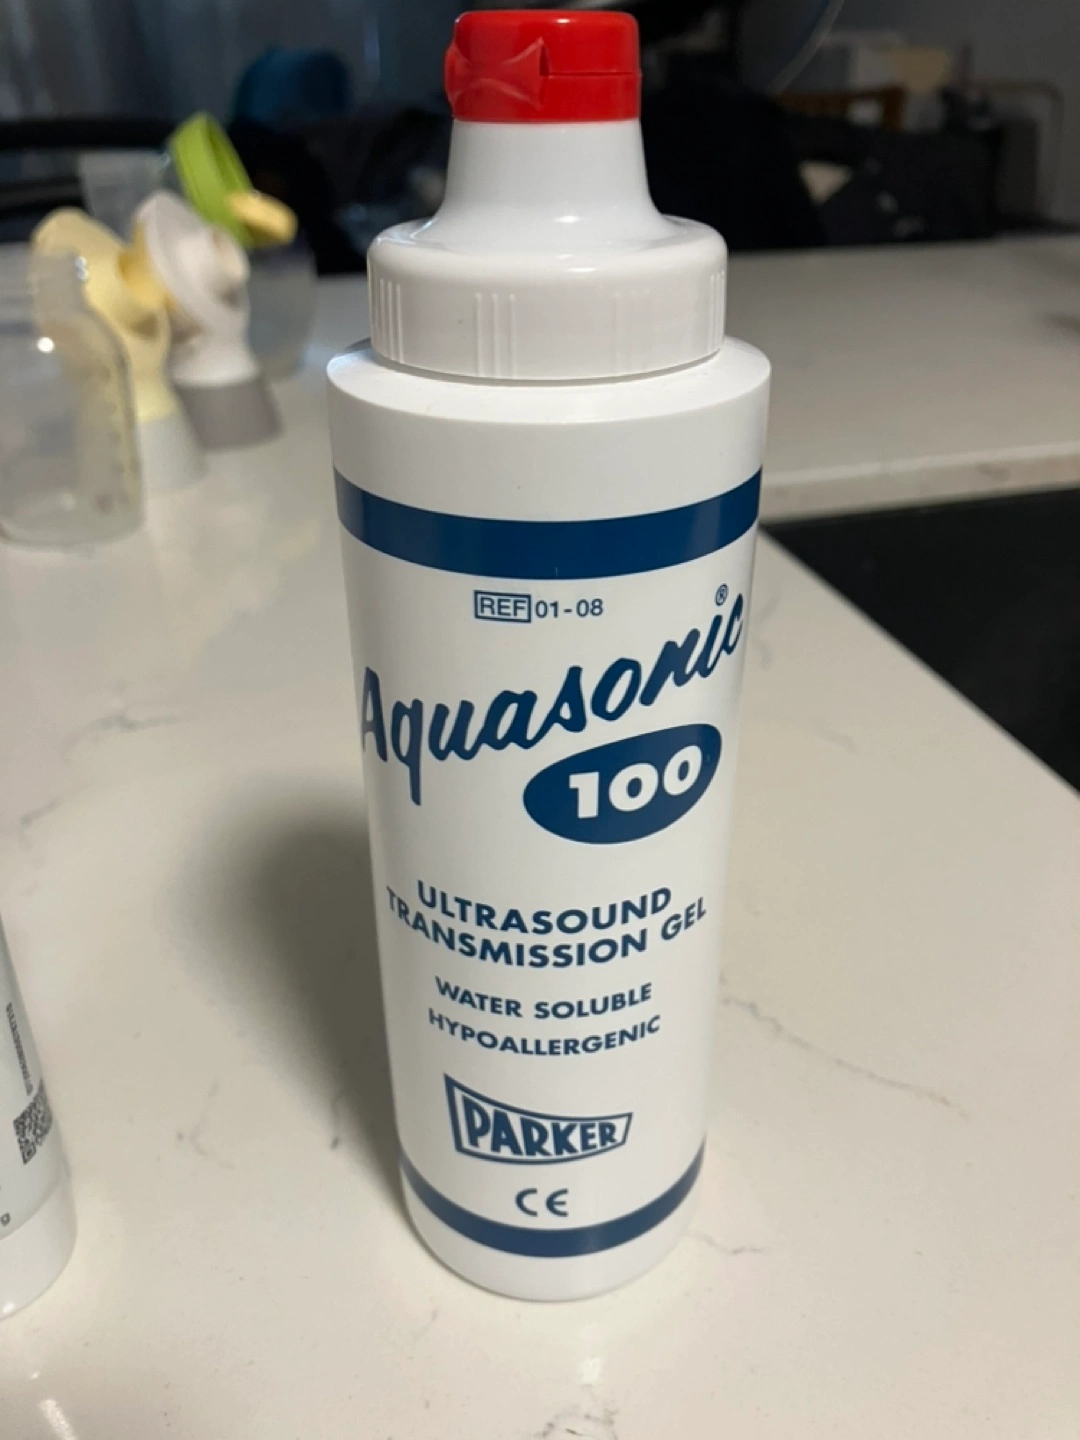 REF 01-08
Aquasonic®
100
ULTRASOUND
TRANSMISSION GEL
WATER SOLUBLE
HYPOALLERGENIC
PARKER
CE